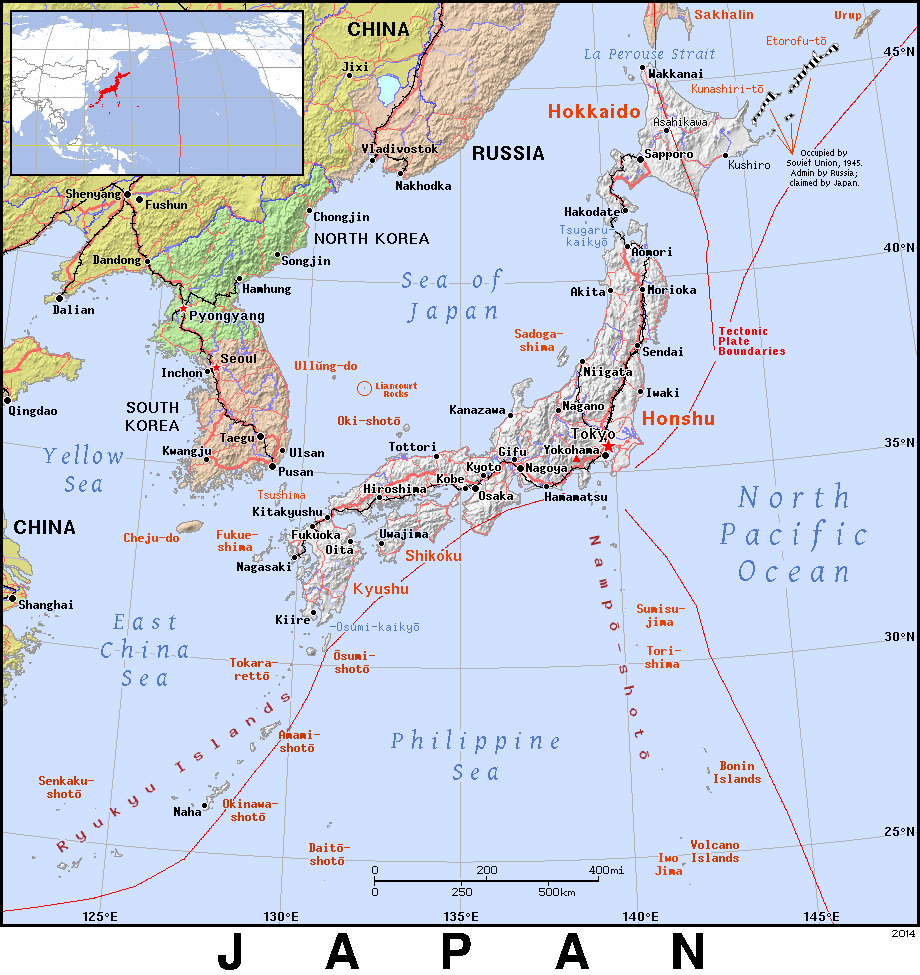 CHINA
Sakhalin
Urup
Etorofu-tō
45°N
La Perouse Strait
Jixi
Wakkanai
Kunashiri-tō
Hokkaido
Asahikawa
Vladivostok
RUSSIA
Sapporo
Kushiro
Occupied by
Soviet Union, 1945.
Admin by Russia;
claimed by Japan.
Nakhodka
Shenyang
Fushun
Chongjin
Hakodate
Tsugaru-
kaikyō
NORTH KOREA
40°N
Aomori
Songjin
Dandong
Sea of
Japan
Hamhung
Akita
Morioka
Dalian
Pyongyang
Tectonic
Plate
Boundaries
Sadoga-
shima
Sendai
Seoul
Inchon
Ullŭng-do
Niigata
Liancourt
Rocks
Iwaki
Qingdao
SOUTH
KOREA
Kanazawa
Nagano
Honshu
Oki-shotō
Tokyo
35°N
Taegu
Tottori
Gifu
Yokohama
Kwangju
Ulsan
Yellow
Sea
Pusan
Kyoto
Nagoya
Kobe
Hiroshima
Osaka
Hamamatsu
Tsushima
North
Pacific
Ocean
Kitakyushu
CHINA
Cheju-do
Fukue-
shima
Fukuoka
Uwajima
Oita
Shikoku
Nagasaki
Kyushu
Shanghai
Kiire
Nampō-shotō
Sumisu-
jima
East
China
Sea
Osumi-kaikyō
30°N
Tokara-
rettō
Ōsumi-
shotō
Tori-
shima
Ryukyu Islands
Amami-
shotō
Philippine
Sea
Senkaku-
shotō
Bonin
Islands
Naha
Okinawa-
shotō
25°N
Daitō-
shotō
Volcano
Islands
Iwo
Jima
0 200 400mi
0 250 500km
125°E 130°E 135°E 140°E 145°E
JAPAN
2014